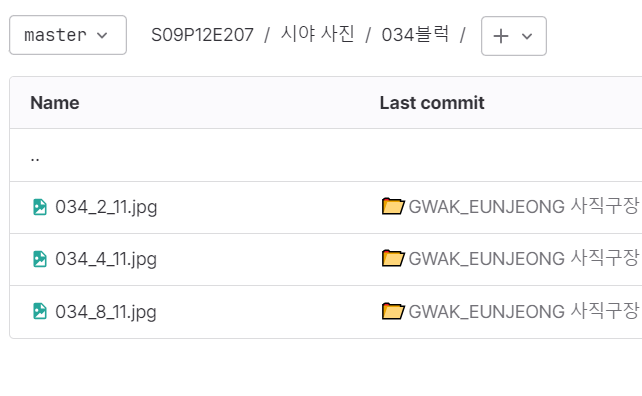 master S09P12E207 / 시야 사진 / 034블럭 / +
Name Last commit
..
034_2_11.jpg 📂GWAK_EUNJEONG 사직구장
034_4_11.jpg 📂GWAK_EUNJEONG 사직구장
034_8_11.jpg 📂GWAK_EUNJEONG 사직구장